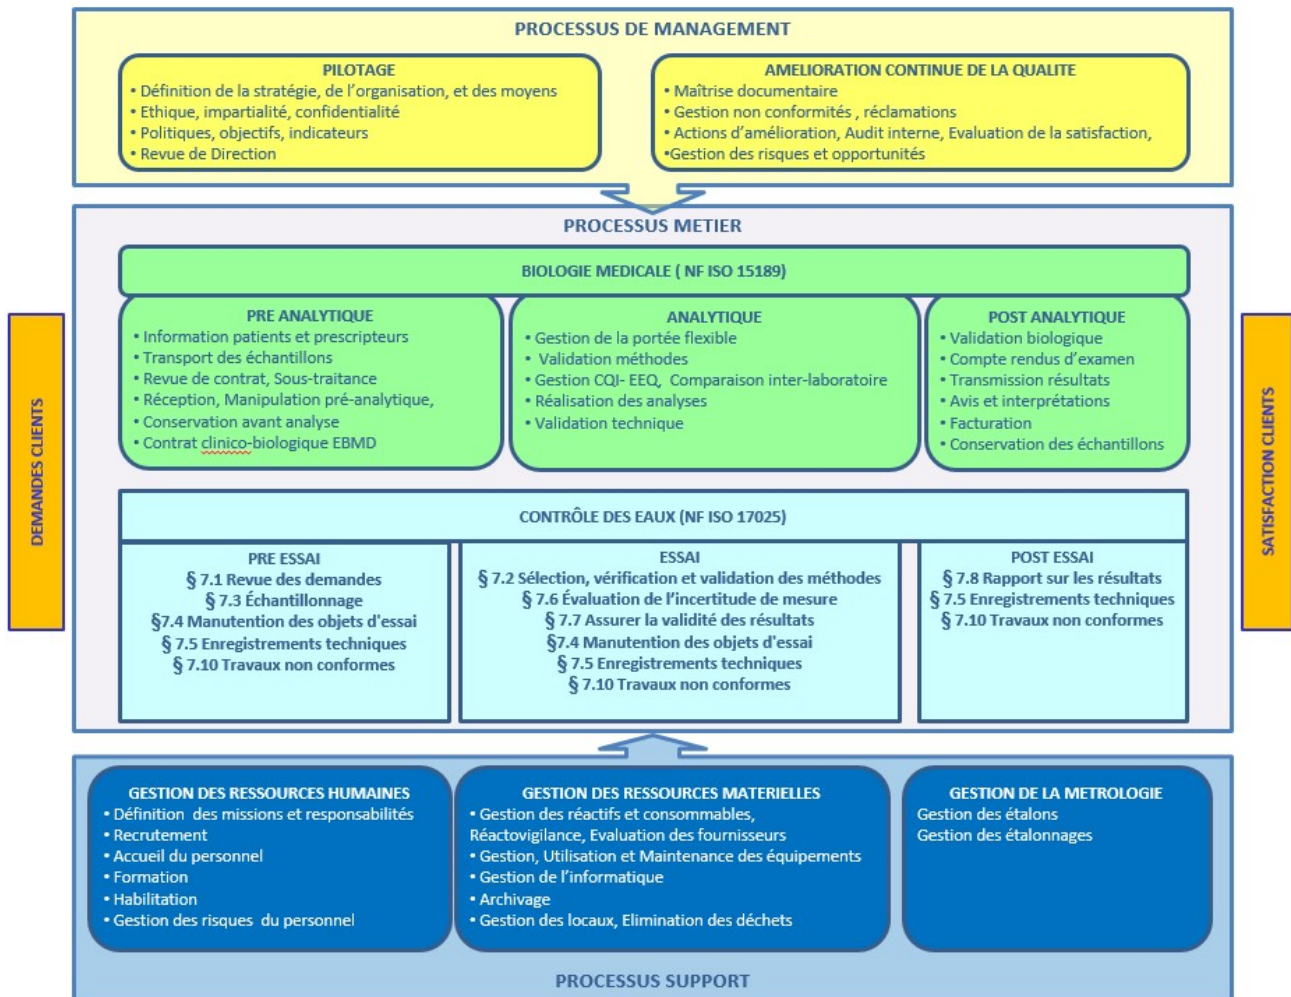 PROCESSUS DE MANAGEMENT
PILOTAGE
• Définition de la stratégie, de l'organisation, et des moyens
• Ethique, impartialité, confidentialité
• Politiques, objectifs, indicateurs
• Revue de Direction
AMELIORATION CONTINUE DE LA QUALITE
• Maîtrise documentaire
• Gestion non conformités , réclamations
• Actions d'amélioration, Audit interne, Evaluation de la satisfaction,
•Gestion des risques et opportunités
DEMANDES CLIENTS
PROCESSUS METIER
BIOLOGIE MEDICALE ( NF ISO 15189)
PRE ANALYTIQUE
• Information patients et prescripteurs
• Transport des échantillons
• Revue de contrat, Sous-traitance
• Réception, Manipulation pré-analytique,
• Conservation avant analyse
• Contrat clinico-biologique EBMD
ANALYTIQUE
• Gestion de la portée flexible
• Validation méthodes
• Gestion CQI- EEQ, Comparaison inter-laboratoire
• Réalisation des analyses
• Validation technique
POST ANALYTIQUE
• Validation biologique
• Compte rendus d'examen
• Transmission résultats
• Avis et interprétations
• Facturation
• Conservation des échantillons
CONTRÔLE DES EAUX (NF ISO 17025)
PRE ESSAI
§ 7.1 Revue des demandes
§ 7.3 Échantillonnage
§7.4 Manutention des objets d'essai
§ 7.5 Enregistrements techniques
§ 7.10 Travaux non conformes
ESSAI
§ 7.2 Sélection, vérification et validation des méthodes
§ 7.6 Évaluation de l'incertitude de mesure
§ 7.7 Assurer la validité des résultats
§7.4 Manutention des objets d'essai
§ 7.5 Enregistrements techniques
§ 7.10 Travaux non conformes
POST ESSAI
§ 7.8 Rapport sur les résultats
§ 7.5 Enregistrements techniques
§ 7.10 Travaux non conformes
SATISFACTION CLIENTS
GESTION DES RESSOURCES HUMAINES
• Définition des missions et responsabilités
• Recrutement
• Accueil du personnel
• Formation
• Habilitation
• Gestion des risques du personnel
GESTION DES RESSOURCES MATERIELLES
• Gestion des réactifs et consommables,
Réactovigilance, Evaluation des fournisseurs
• Gestion, Utilisation et Maintenance des équipements
• Gestion de l'informatique
• Archivage
• Gestion des locaux, Elimination des déchets
GESTION DE LA METROLOGIE
Gestion des étalons
Gestion des étalonnages
PROCESSUS SUPPORT